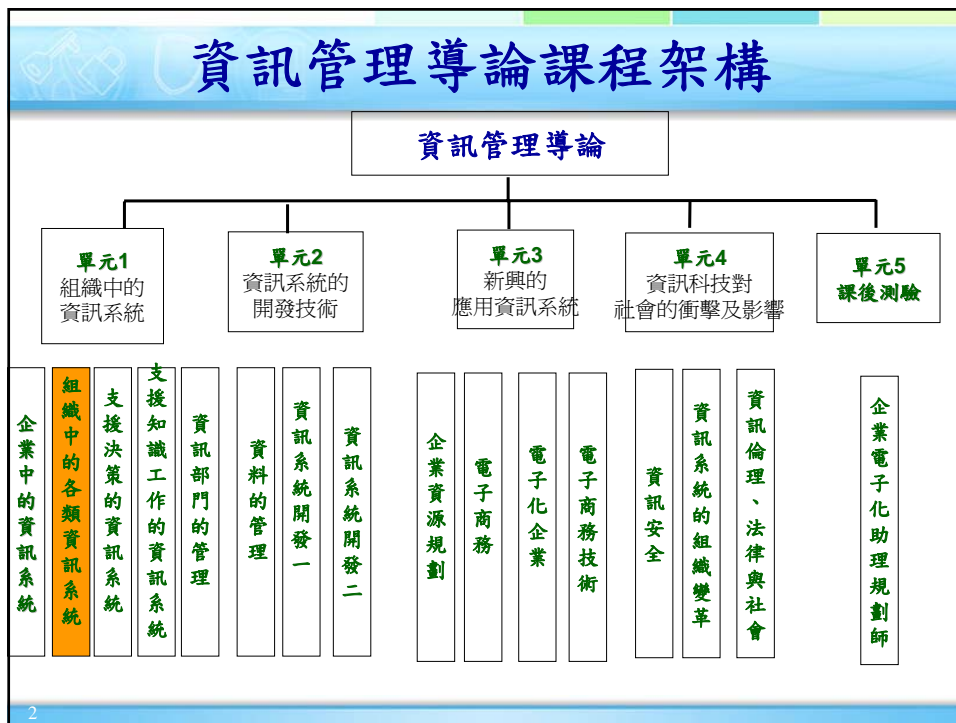 資訊管理導論課程架構
資訊管理導論
單元1
組織中的
資訊系統
單元2
資訊系統的
開發技術
單元3
新興的
應用資訊系統
單元4
資訊科技對
社會的衝擊及影響
單元5
課後測驗
企業中的資訊系統
組織中的各類資訊系統
支援決策的資訊系統
支援知識工作的資訊系統
資訊部門的管理
資料的管理
資訊系統開發一
資訊系統開發二
企業資源規劃
電子商務
電子化企業
電子商務技術
資訊安全
資訊系統的組織變革
資訊倫理、法律與社會
企業電子化助理規劃師
2